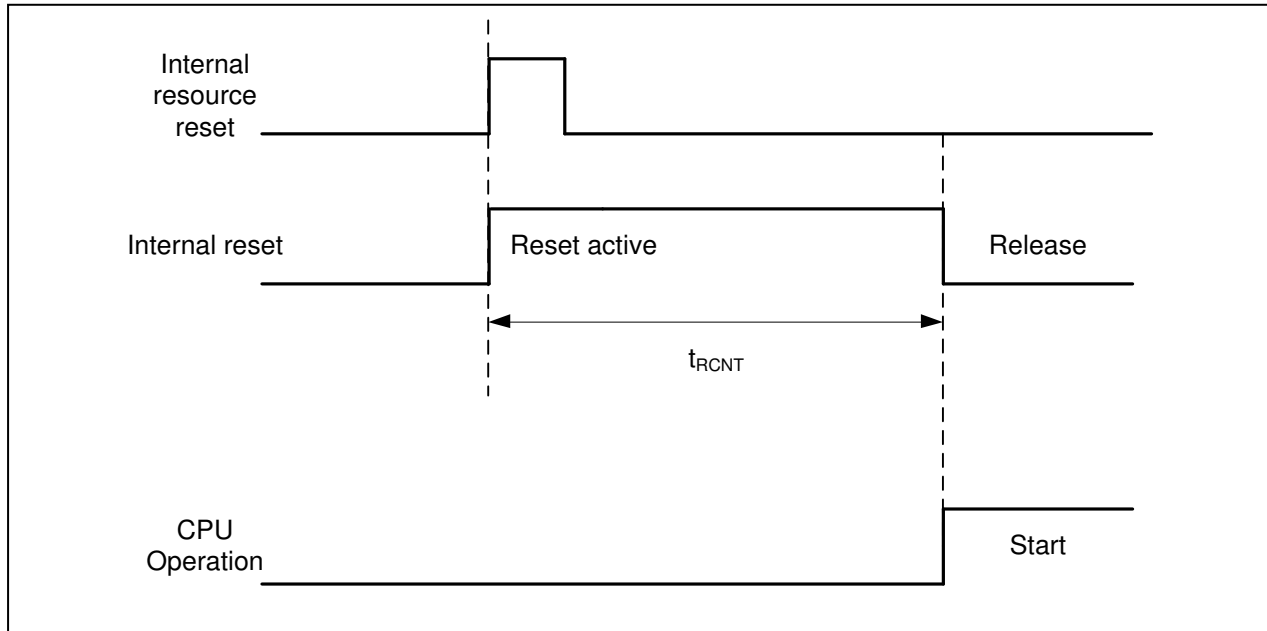 Internal
resource
reset
Internal reset
Reset active
Release
tRCNT
CPU
Operation
Start